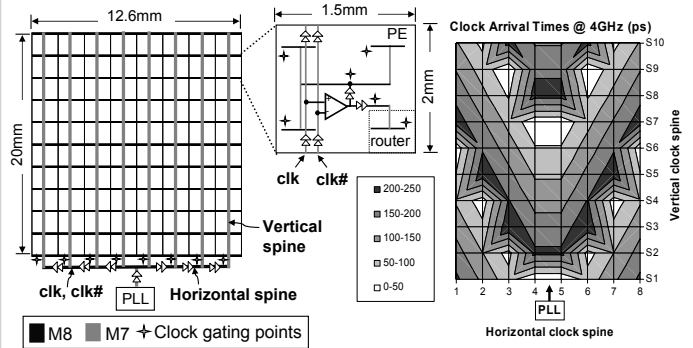 12.6mm
20mm
clk, clk#
PLL
Horizontal spine
Vertical spine
M8 M7 Clock gating points
1.5mm
PE
2mm
router
clk clk#
200-250
150-200
100-150
50-100
0-50
Clock Arrival Times @ 4GHz (ps)
S10
S9
S8
S7
S6
S5
S4
S3
S2
S1
Vertical clock spine
1 2 3 4 5 6 7 8
PLL
Horizontal clock spine